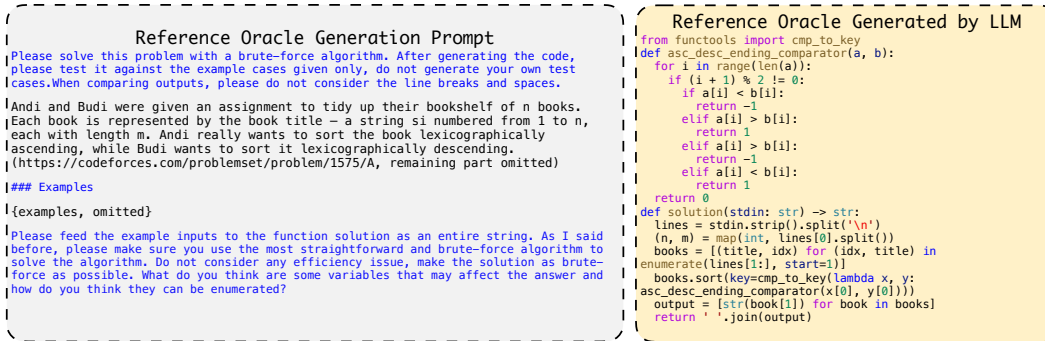 Reference Oracle Generation Prompt
Please solve this problem with a brute-force algorithm. After generating the code,
please test it against the example cases given only, do not generate your own test
cases.When comparing outputs, please do not consider the line breaks and spaces.
Andi and Budi were given an assignment to tidy up their bookshelf of n books.
Each book is represented by the book title – a string si numbered from 1 to n,
each with length m. Andi really wants to sort the book lexicographically
ascending, while Budi wants to sort it lexicographically descending.
(https://codeforces.com/problemset/problem/1575/A, remaining part omitted)
### Examples
{examples, omitted}
Please feed the example inputs to the function solution as an entire string. As I said
before, please make sure you use the most straightforward and brute-force algorithm to
solve the algorithm. Do not consider any efficiency issue, make the solution as brute-
force as possible. What do you think are some variables that may affect the answer and
how do you think they can be enumerated?
Reference Oracle Generated by LLM
from functools import cmp_to_key
def asc_desc_ending_comparator(a, b):
  for i in range(len(a)):
    if (i + 1) % 2 != 0:
      if a[i] < b[i]:
        return -1
      elif a[i] > b[i]:
        return 1
      elif a[i] > b[i]:
        return -1
      elif a[i] < b[i]:
        return 1
  return 0
def solution(stdin: str) -> str:
  lines = stdin.strip().split('\n')
  (n, m) = map(int, lines[0].split())
  books = [(title, idx) for (idx, title) in
enumerate(lines[1:], start=1)]
  books.sort(key=cmp_to_key(lambda x, y:
asc_desc_ending_comparator(x[0], y[0])))
  output = [str(book[1]) for book in books]
  return ' '.join(output)